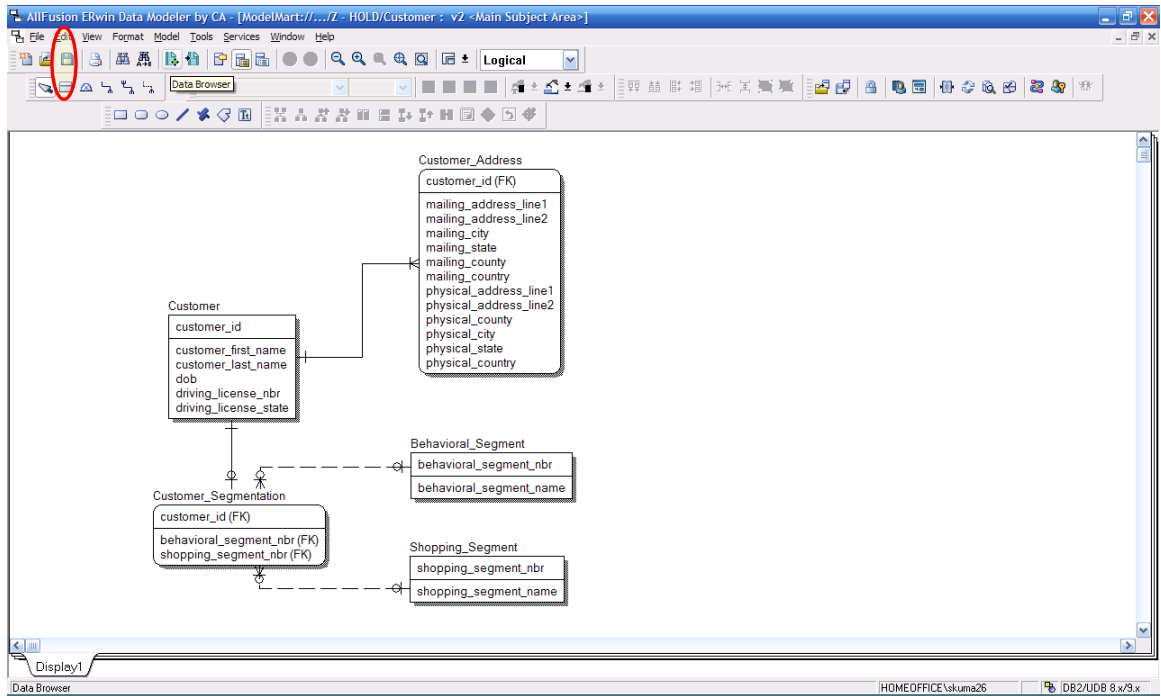 AllFusion ERwin Data Modeler by CA - [ModelMart://.../Z - HOLD/Customer : v2 <Main Subject Area>]
File Edit View Format Model Tools Services Window Help
Logical
Data Browser
Customer_Address
customer_id (FK)
mailing_address_line1
mailing_address_line2
mailing_city
mailing_state
mailing_county
mailing_country
physical_address_line1
physical_address_line2
physical_county
physical_city
physical_state
physical_country
Customer
customer_id
customer_first_name
customer_last_name
dob
driving_license_nbr
driving_license_state
Behavioral_Segment
behavioral_segment_nbr
behavioral_segment_name
Customer_Segmentation
customer_id (FK)
behavioral_segment_nbr (FK)
shopping_segment_nbr (FK)
Shopping_Segment
shopping_segment_nbr
shopping_segment_name
Display1
Data Browser HOMEOFFICE\skuma26 DB2/UDB 8.x/9.x